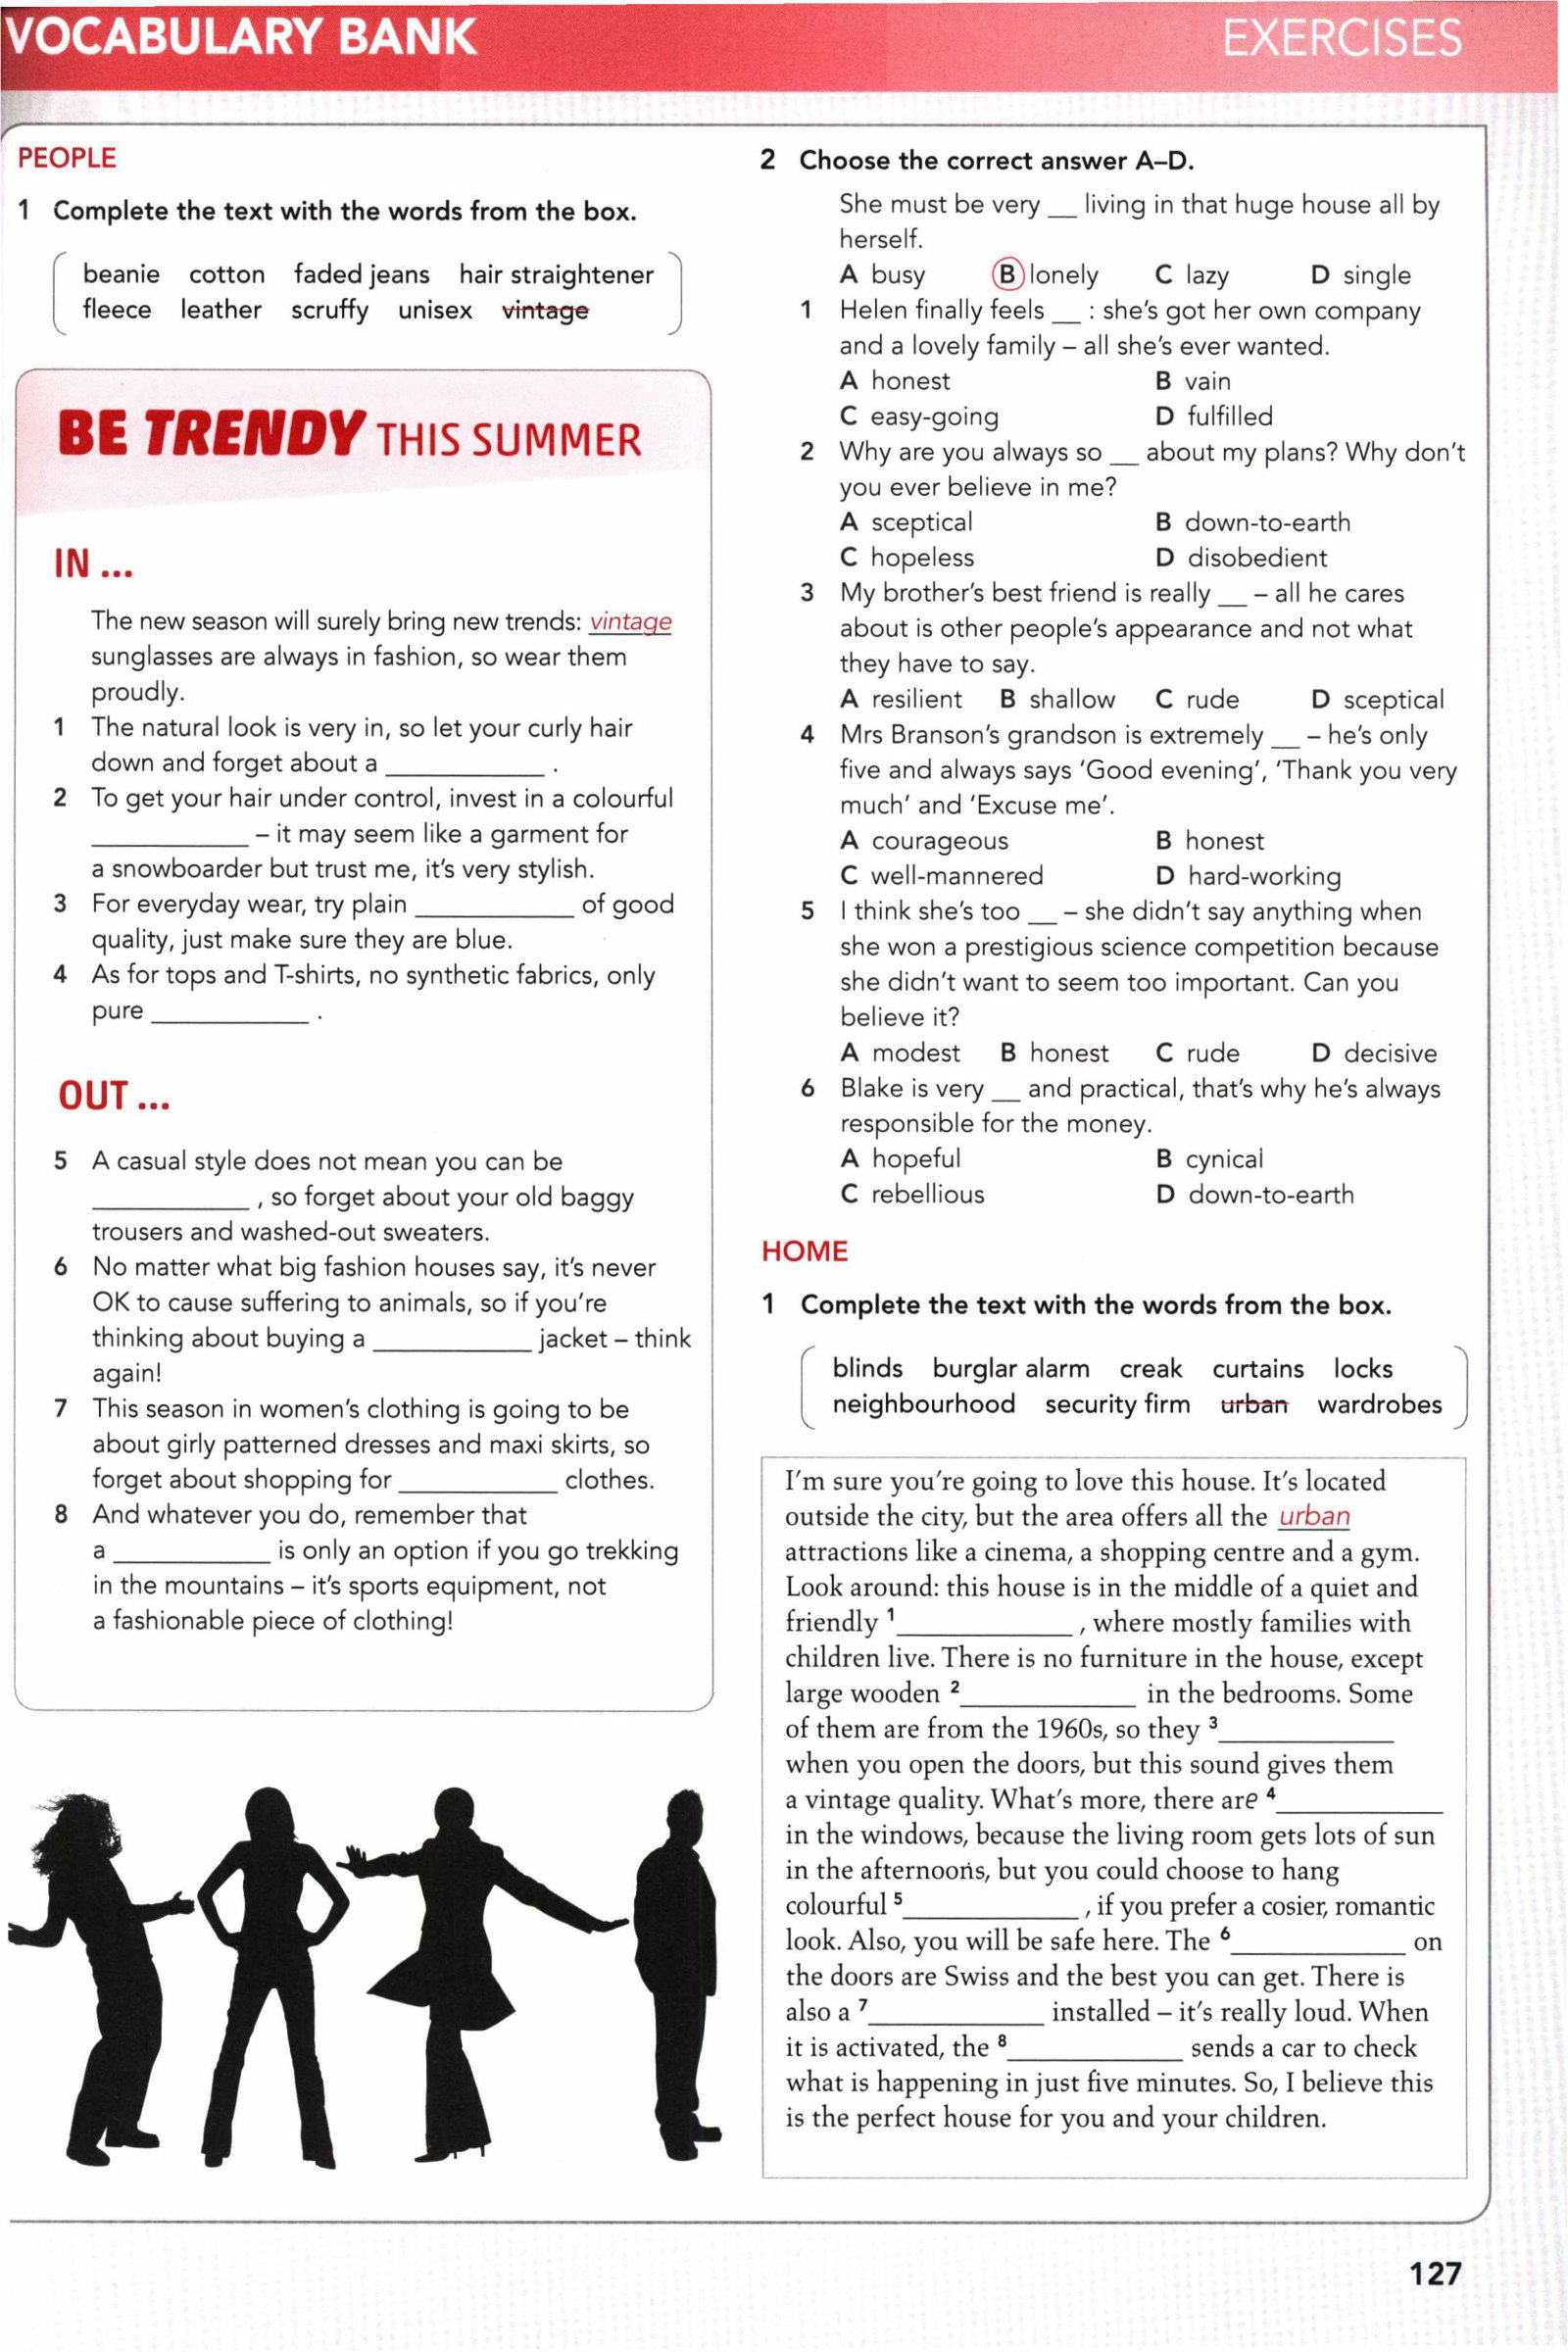 VOCABULARY BANK
EXERCISES
PEOPLE
1 Complete the text with the words from the box.
beanie cotton faded jeans hair straightener
fleece leather scruffy unisex vintage
BE TRENDY THIS SUMMER
IN ...
The new season will surely bring new trends: vintage
sunglasses are always in fashion, so wear them
proudly.
1 The natural look is very in, so let your curly hair
down and forget about a ____________ .
2 To get your hair under control, invest in a colourful
____________ – it may seem like a garment for
a snowboarder but trust me, it's very stylish.
3 For everyday wear, try plain ____________ of good
quality, just make sure they are blue.
4 As for tops and T-shirts, no synthetic fabrics, only
pure ____________ .
OUT ...
5 A casual style does not mean you can be
____________ , so forget about your old baggy
trousers and washed-out sweaters.
6 No matter what big fashion houses say, it's never
OK to cause suffering to animals, so if you're
thinking about buying a ____________ jacket – think
again!
7 This season in women's clothing is going to be
about girly patterned dresses and maxi skirts, so
forget about shopping for ____________ clothes.
8 And whatever you do, remember that
a ____________ is only an option if you go trekking
in the mountains – it's sports equipment, not
a fashionable piece of clothing!
2 Choose the correct answer A–D.
She must be very __ living in that huge house all by
herself.
A busy B lonely C lazy D single
1 Helen finally feels __ : she's got her own company
and a lovely family – all she's ever wanted.
A honest B vain
C easy-going D fulfilled
2 Why are you always so __ about my plans? Why don't
you ever believe in me?
A sceptical B down-to-earth
C hopeless D disobedient
3 My brother's best friend is really __ – all he cares
about is other people's appearance and not what
they have to say.
A resilient B shallow C rude D sceptical
4 Mrs Branson's grandson is extremely __ – he's only
five and always says 'Good evening', 'Thank you very
much' and 'Excuse me'.
A courageous B honest
C well-mannered D hard-working
5 I think she's too __ – she didn't say anything when
she won a prestigious science competition because
she didn't want to seem too important. Can you
believe it?
A modest B honest C rude D decisive
6 Blake is very __ and practical, that's why he's always
responsible for the money.
A hopeful B cynical
C rebellious D down-to-earth
HOME
1 Complete the text with the words from the box.
blinds burglar alarm creak curtains locks
neighbourhood security firm urban wardrobes
I'm sure you're going to love this house. It's located
outside the city, but the area offers all the urban
attractions like a cinema, a shopping centre and a gym.
Look around: this house is in the middle of a quiet and
friendly 1____________ , where mostly families with
children live. There is no furniture in the house, except
large wooden 2____________ in the bedrooms. Some
of them are from the 1960s, so they 3____________
when you open the doors, but this sound gives them
a vintage quality. What's more, there are 4____________
in the windows, because the living room gets lots of sun
in the afternoons, but you could choose to hang
colourful 5____________ , if you prefer a cosier, romantic
look. Also, you will be safe here. The 6____________ on
the doors are Swiss and the best you can get. There is
also a 7____________ installed – it's really loud. When
it is activated, the 8____________ sends a car to check
what is happening in just five minutes. So, I believe this
is the perfect house for you and your children.
127